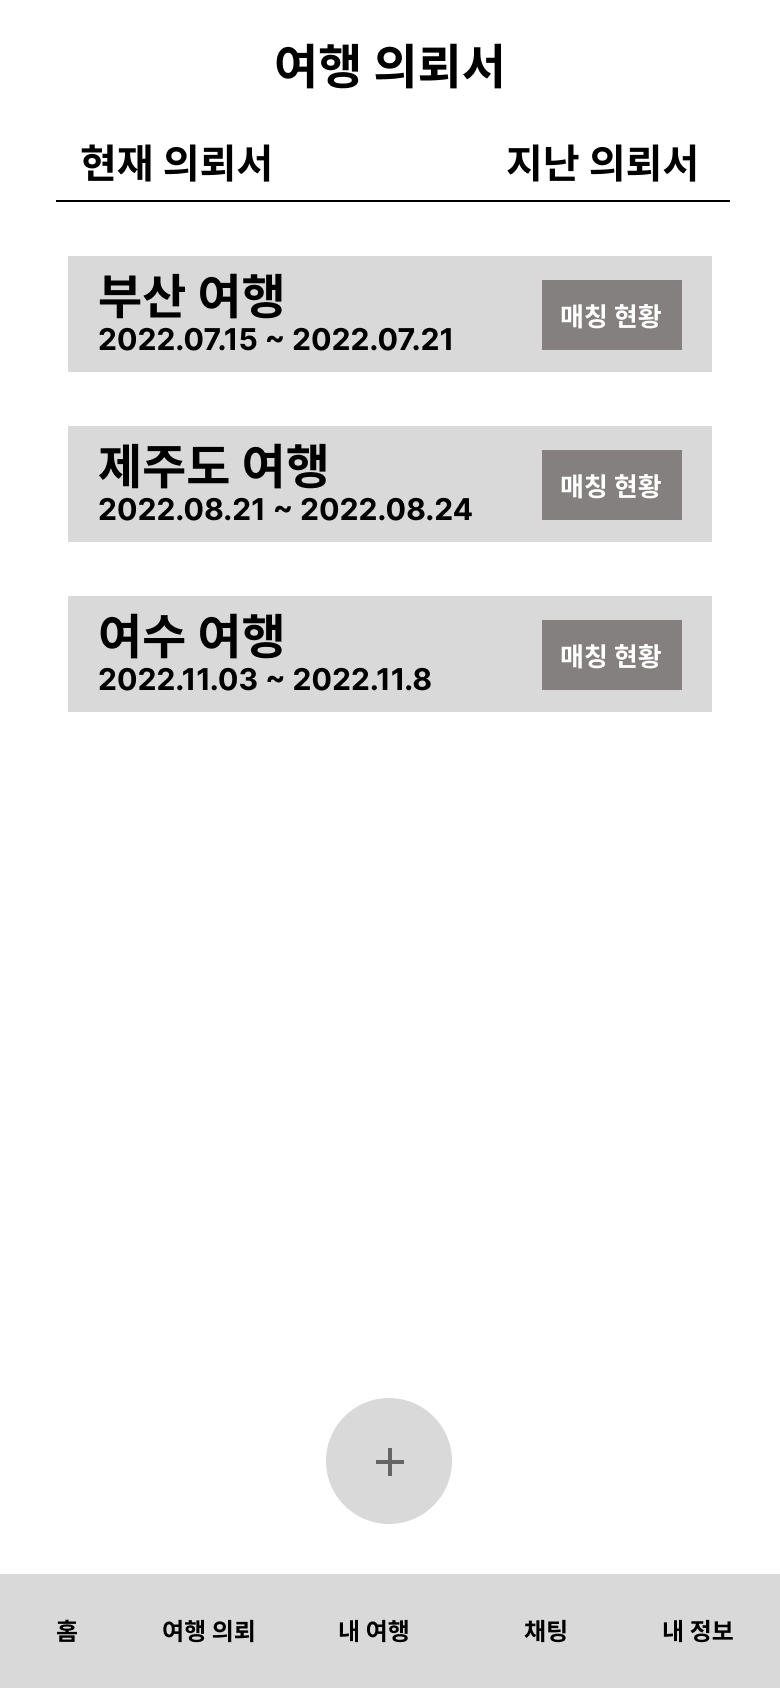 여행 의뢰서
현재 의뢰서 지난 의뢰서
부산 여행
2022.07.15 ~ 2022.07.21
매칭 현황
제주도 여행
2022.08.21 ~ 2022.08.24
매칭 현황
여수 여행
2022.11.03 ~ 2022.11.8
매칭 현황
+
홈 여행 의뢰 내 여행 채팅 내 정보